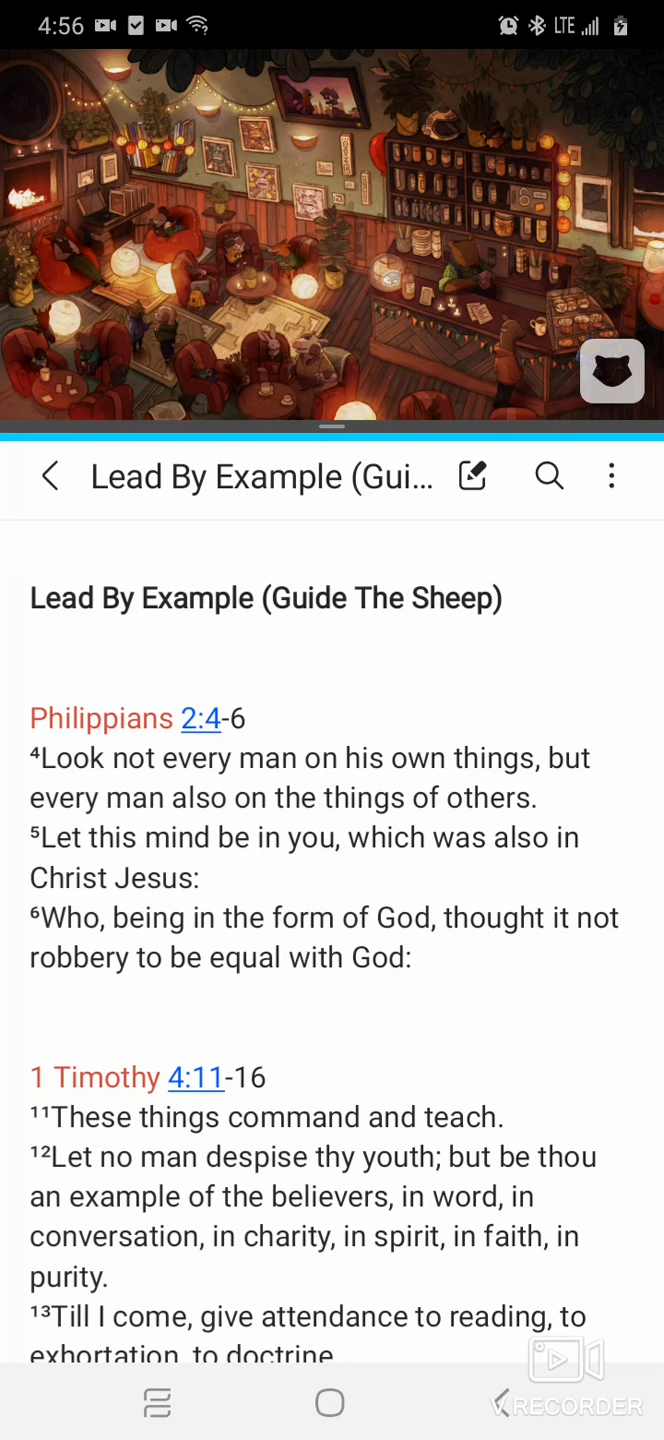 4:56
LTE
Lead By Example (Gui...
Lead By Example (Guide The Sheep)
Philippians 2:4-6
⁴Look not every man on his own things, but
every man also on the things of others.
⁵Let this mind be in you, which was also in
Christ Jesus:
⁶Who, being in the form of God, thought it not
robbery to be equal with God:
1 Timothy 4:11-16
¹¹These things command and teach.
¹²Let no man despise thy youth; but be thou
an example of the believers, in word, in
conversation, in charity, in spirit, in faith, in
purity.
¹³Till I come, give attendance to reading, to
exhortation, to doctrine
V.RECORDER